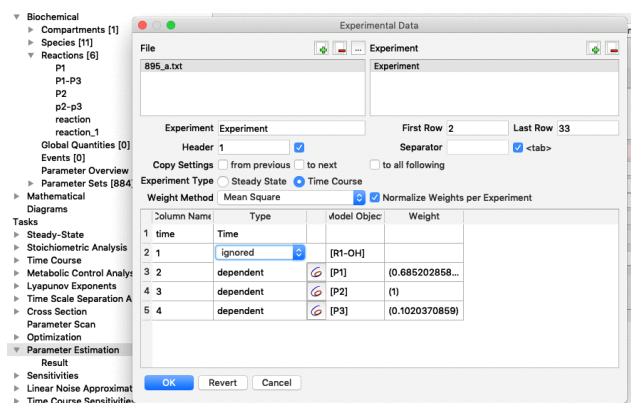 Biochemical
Compartments [1]
Species [11]
Reactions [6]
P1
P1-P3
P2
p2-p3
reaction
reaction_1
Global Quantities [0]
Events [0]
Parameter Overview
Parameter Sets [884]
Mathematical
Diagrams
Tasks
Steady-State
Stoichiometric Analysis
Time Course
Metabolic Control Analys
Lyapunov Exponents
Time Scale Separation A
Cross Section
Parameter Scan
Optimization
Parameter Estimation
Result
Sensitivities
Linear Noise Approximat
Time Course Sensitivities
Experimental Data
File ... Experiment
895_a.txt Experiment
Experiment Experiment First Row 2 Last Row 33
Header 1 Separator <tab>
Copy Settings from previous to next to all following
Experiment Type Steady State Time Course
Weight Method Mean Square Normalize Weights per Experiment
Column Name Type Model Objec Weight
1 time Time
2 1 ignored [R1-OH]
3 2 dependent [P1] (0.685202858...
4 3 dependent [P2] (1)
5 4 dependent [P3] (0.1020370859)
OK Revert Cancel